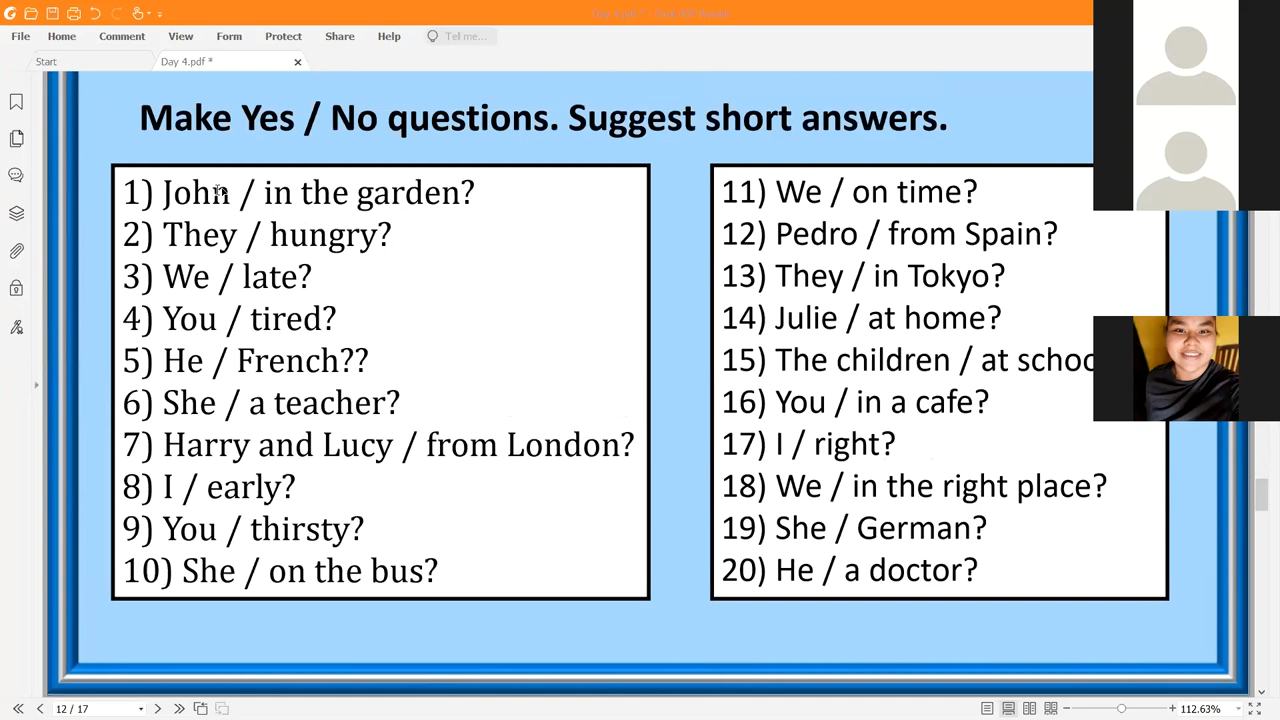 File Home Comment View Form Protect Share Help Tell me...
Start Day 4.pdf *
Make Yes / No questions. Suggest short answers.
1) John / in the garden?
2) They / hungry?
3) We / late?
4) You / tired?
5) He / French??
6) She / a teacher?
7) Harry and Lucy / from London?
8) I / early?
9) You / thirsty?
10) She / on the bus?
11) We / on time?
12) Pedro / from Spain?
13) They / in Tokyo?
14) Julie / at home?
15) The children / at schoo
16) You / in a cafe?
17) I / right?
18) We / in the right place?
19) She / German?
20) He / a doctor?
12 / 17
112.63%